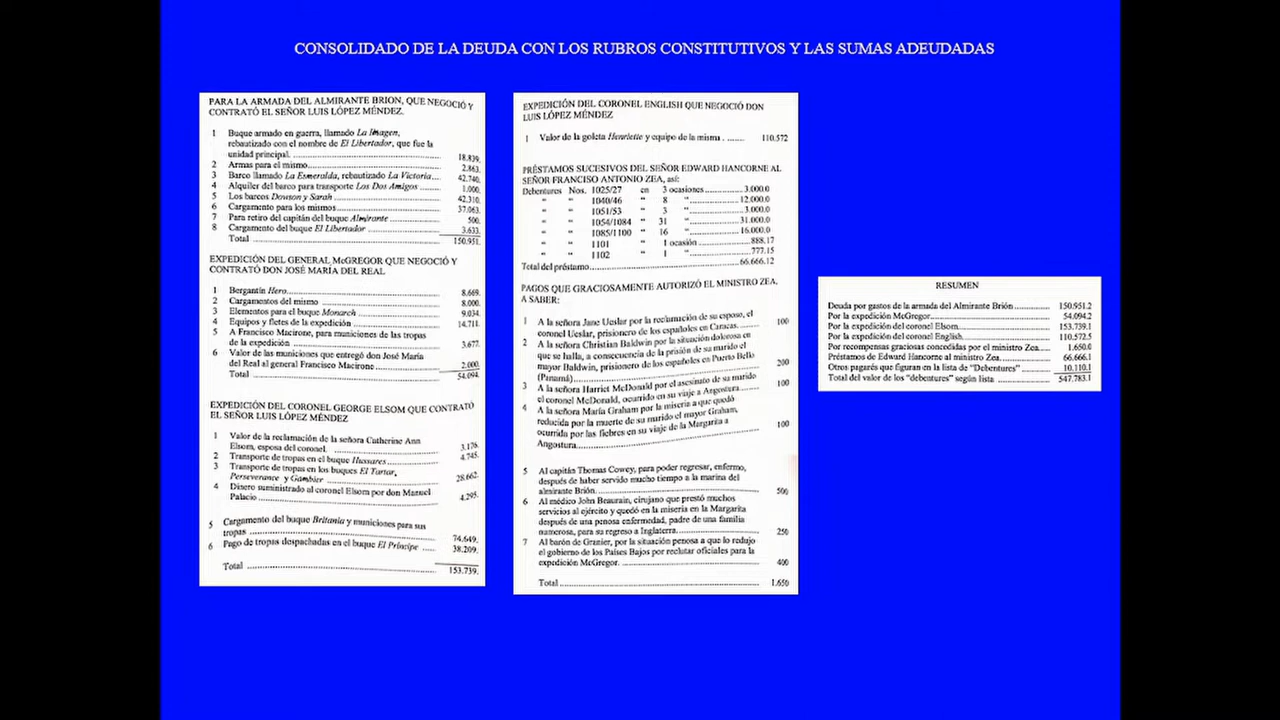 CONSOLIDADO DE LA DEUDA CON LOS RUBROS CONSTITUTIVOS Y LAS SUMAS ADEUDADAS
PARA LA ARMADA DEL ALMIRANTE BRION, QUE NEGOCIÓ Y
CONTRATÓ EL SEÑOR LUIS LÓPEZ MÉNDEZ.
1 Buque armado en guerra, llamado La Imagen,
rebautizado con el nombre de El Libertador, que fue la
unidad principal. 18.839.
2 Armas para el mismo 2.863.
3 Barco llamado La Esmeralda, rebautizado La Victoria 42.740.
4 Alquiler del barco para transporte Los Dos Amigos 1.000.
5 Los barcos Dowson y Sarah 42.310.
6 Cargamento para los mismos 37.063.
7 Para retiro del capitán del buque Almirante 500.
8 Cargamento del buque El Libertador 3.633.
Total 150.951.
EXPEDICIÓN DEL GENERAL McGREGOR QUE NEGOCIÓ Y
CONTRATÓ DON JOSÉ MARIA DEL REAL
1 Bergantín Hero 8.669.
2 Cargamentos del mismo 8.000.
3 Elementos para el buque Monarch 9.034.
4 Equipos y fletes de la expedición 14.711.
5 A Francisco Macirone, para municiones de las tropas
de la expedición 3.677.
6 Valor de las municiones que entregó don José María
del Real al general Francisco Macirone 2.000.
Total 54.094.
EXPEDICIÓN DEL CORONEL GEORGE ELSOM QUE CONTRATÓ
EL SEÑOR LUIS LÓPEZ MÉNDEZ
1 Valor de la reclamación de la señora Catherine Ann
Elsom, esposa del coronel. 3.176.
2 Transporte de tropas en el buque Hussares 4.745.
3 Transporte de tropas en los buques El Tartar,
Perseverance y Gambier 28.662.
4 Dinero suministrado al coronel Elsom por don Manuel
Palacio 4.295.
5 Cargamento del buque Britania y municiones para sus
tropas 74.649.
6 Pago de tropas despachadas en el buque El Príncipe 38.209.
Total 153.739.
EXPEDICIÓN DEL CORONEL ENGLISH QUE NEGOCIÓ DON
LUIS LÓPEZ MÉNDEZ
1 Valor de la goleta Henriette y equipo de la misma 110.572
PRÉSTAMOS SUCESIVOS DEL SEÑOR EDWARD HANCORNE AL
SEÑOR FRANCISO ANTONIO ZEA, así:
Debentures Nos. 1025/27 en 3 ocasiones 3.000.0
" " 1040/46 " 8 " 12.000.0
" " 1051/53 " 3 " 3.000.0
" " 1054/1084 " 31 " 31.000.0
" " 1085/1100 " 16 " 16.000.0
" " 1101 " 1 ocasión 888.17
" " 1102 " 1 " 777.15
Total del préstamo 66.666.12
PAGOS QUE GRACIOSAMENTE AUTORIZÓ EL MINISTRO ZEA,
A SABER:
1 A la señora Jane Ueslar por la reclamación de su esposo, el
coronel Ueslar, prisionero de los españoles en Caracas. 100
2 A la señora Christian Baldwin por la situación dolorosa en
que se halla, a consecuencia de la prisión de su marido el
mayor Baldwin, prisionero de los españoles en Puerto Bello
(Panamá) 200
3 A la señora Harriet McDonald por el asesinato de su marido
el coronel McDonald, ocurrido en su viaje a Angostura 100
4 A la señora María Graham por la miseria a que quedó
reducida por la muerte de su marido el mayor Graham,
ocurrida por las fiebres en su viaje de la Margarita a
Angostura 100
5 Al capitán Thomas Cowey, para poder regresar, enfermo,
después de haber servido mucho tiempo a la marina del
almirante Brión. 500
6 Al médico John Beaurain, cirujano que prestó muchos
servicios al ejército y quedó en la miseria en la Margarita
después de una penosa enfermedad, padre de una familia
numerosa, para su regreso a Inglaterra 250
7 Al barón de Granier, por la situación penosa a que lo redujo
el gobierno de los Países Bajos por reclutar oficiales para la
expedición McGregor. 400
Total 1.650
RESUMEN
Deuda por gastos de la armada del Almirante Brión 150.951.2
Por la expedición McGregor 54.094.2
Por la expedición del coronel Elsom 153.739.1
Por la expedición del coronel English 110.572.5
Por recompensas graciosas concedidas por el ministro Zea 1.650.0
Préstamos de Edward Hancorne al ministro Zea 66.666.1
Otros pagarés que figuran en la lista de "Debentures" 10.110.1
Total del valor de los "debentures" según lista 547.783.1